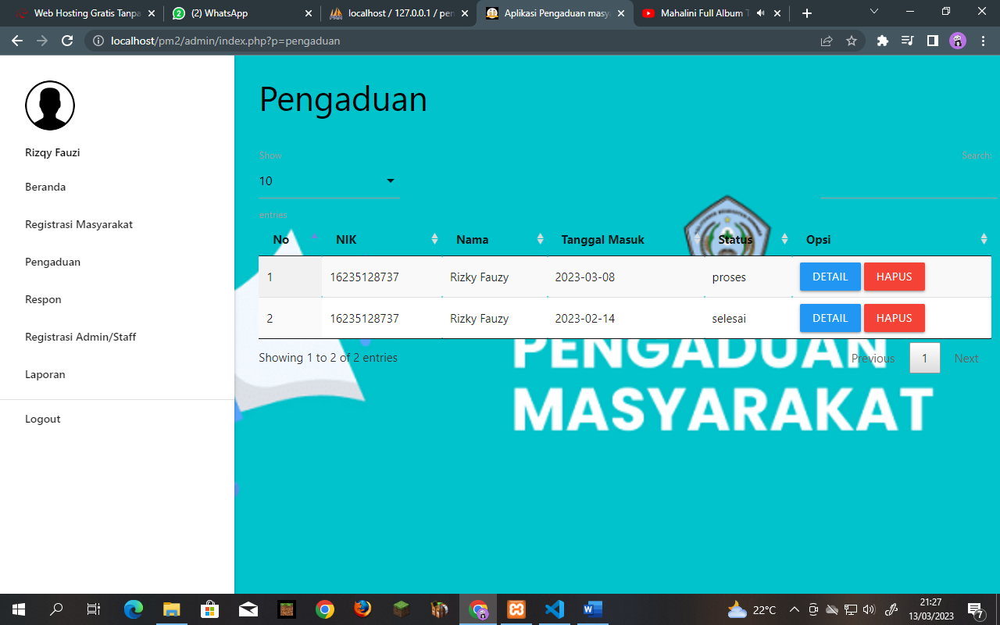 Web Hosting Gratis Tanpa
(2) WhatsApp
localhost / 127.0.0.1 / pen
Aplikasi Pengaduan masy
Mahalini Full Album T
localhost/pm2/admin/index.php?p=pengaduan
Rizqy Fauzi
Beranda
Registrasi Masyarakat
Pengaduan
Respon
Registrasi Admin/Staff
Laporan
Logout
Pengaduan
Show
Search:
10
entries
No NIK Nama Tanggal Masuk Status Opsi
1 16235128737 Rizky Fauzy 2023-03-08 proses DETAIL HAPUS
2 16235128737 Rizky Fauzy 2023-02-14 selesai DETAIL HAPUS
Showing 1 to 2 of 2 entries
Previous 1 Next
PENGADUAN
MASYARAKAT
22°C
21:27
13/03/2023
7